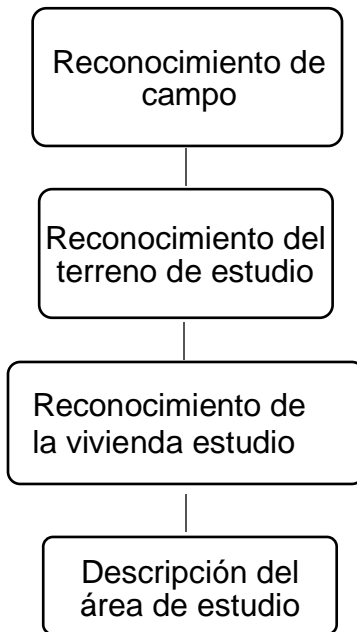 Reconocimiento de
campo
Reconocimiento del
terreno de estudio
Reconocimiento de
la vivienda estudio
Descripción del
área de estudio